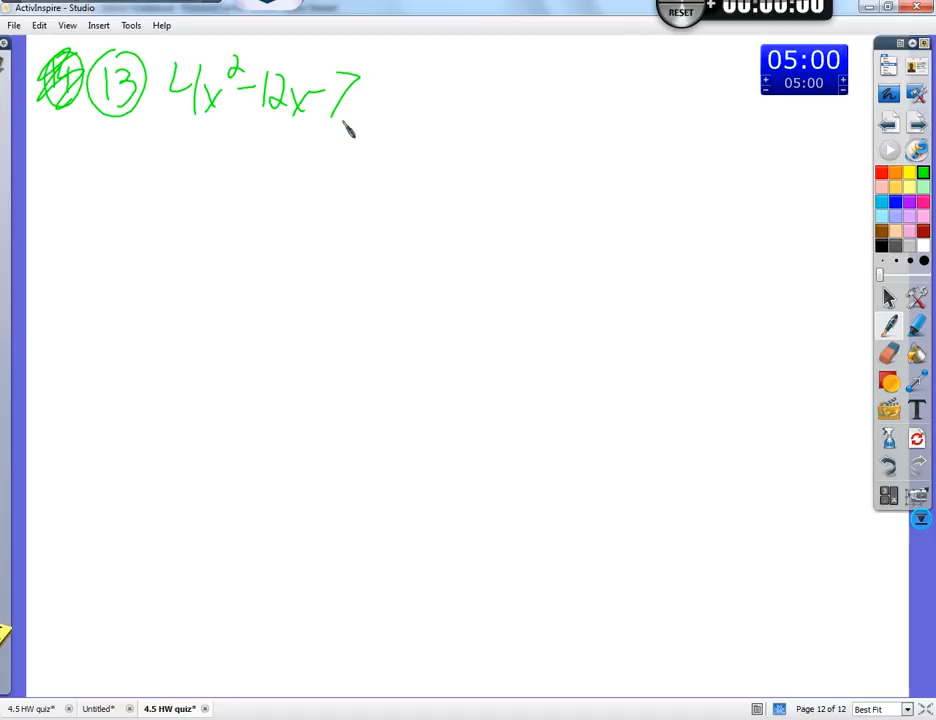 ActivInspire - Studio
RESET
00:00:00
File Edit View Insert Tools Help
13 4x² - 12x - 7
05:00
05:00
4.5 HW quiz* Untitled* 4.5 HW quiz* Page 12 of 12 Best Fit